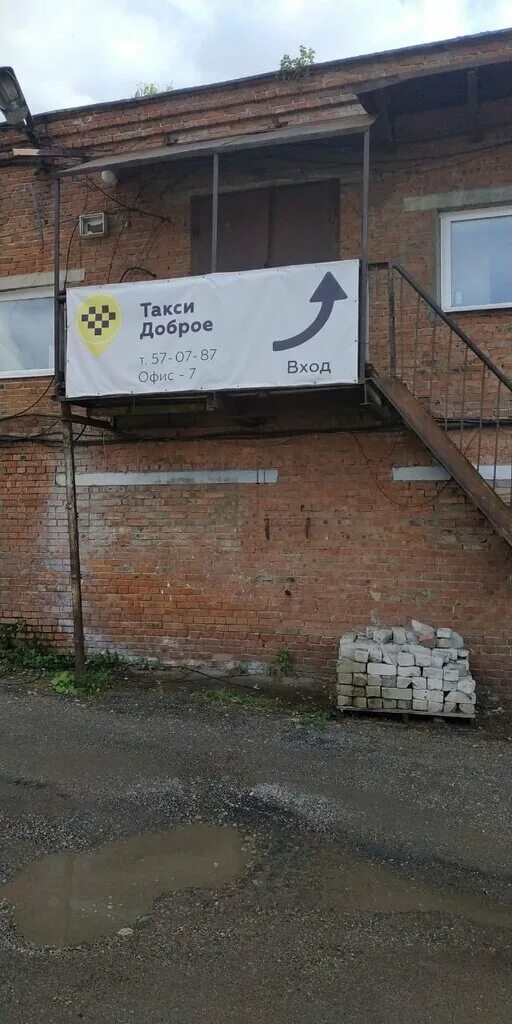 Такси
Доброе
т. 57-07-87
Офис - 7
Вход